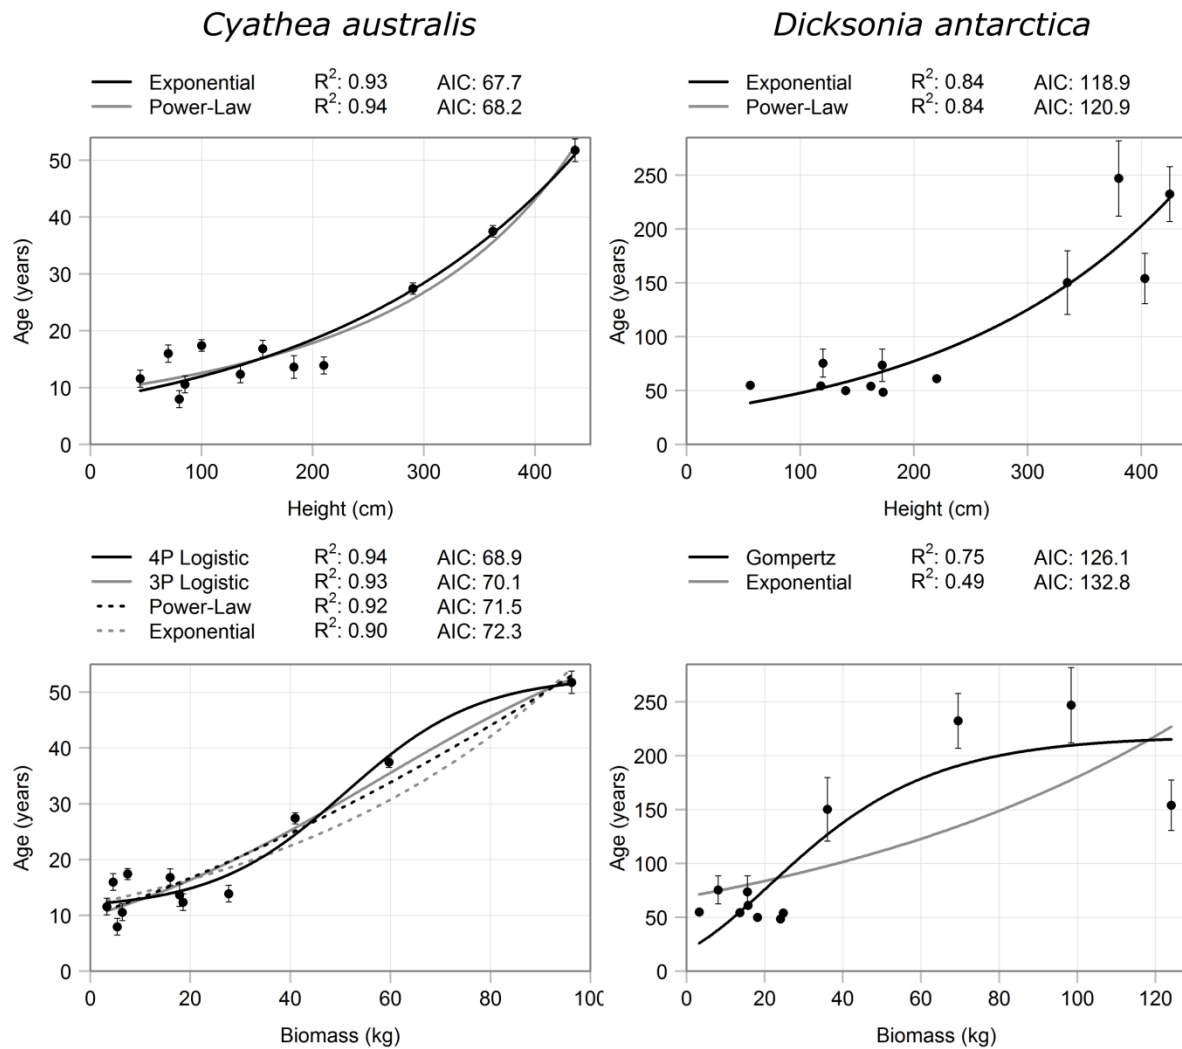 Cyathea australis
Dicksonia antarctica
Exponential R²: 0.93 AIC: 67.7
Power-Law R²: 0.94 AIC: 68.2
Age (years)
50
40
30
20
10
0
0 100 200 300 400
Height (cm)
Exponential R²: 0.84 AIC: 118.9
Power-Law R²: 0.84 AIC: 120.9
Age (years)
250
200
150
100
50
0
0 100 200 300 400
Height (cm)
4P Logistic R²: 0.94 AIC: 68.9
3P Logistic R²: 0.93 AIC: 70.1
Power-Law R²: 0.92 AIC: 71.5
Exponential R²: 0.90 AIC: 72.3
Age (years)
50
40
30
20
10
0
0 20 40 60 80 100
Biomass (kg)
Gompertz R²: 0.75 AIC: 126.1
Exponential R²: 0.49 AIC: 132.8
Age (years)
250
200
150
100
50
0
0 20 40 60 80 100 120
Biomass (kg)